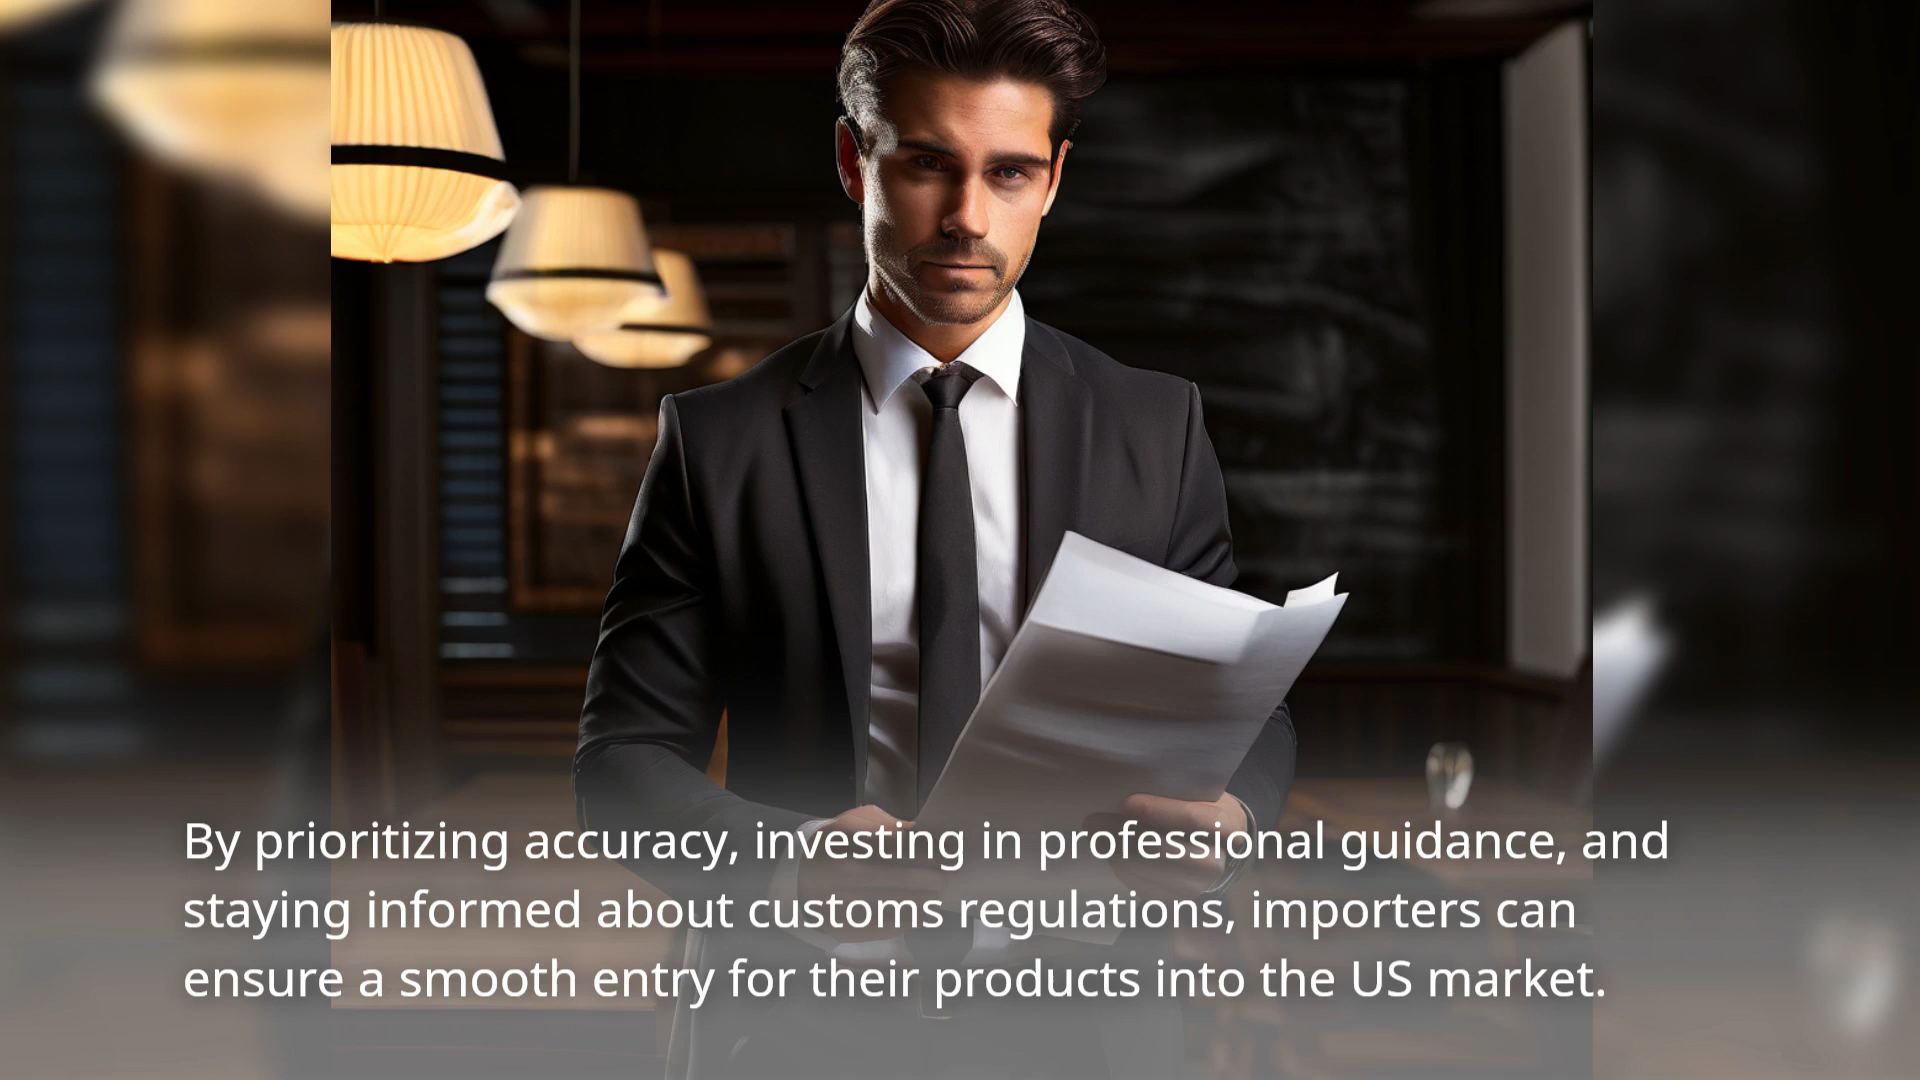 By prioritizing accuracy, investing in professional guidance, and
staying informed about customs regulations, importers can
ensure a smooth entry for their products into the US market.